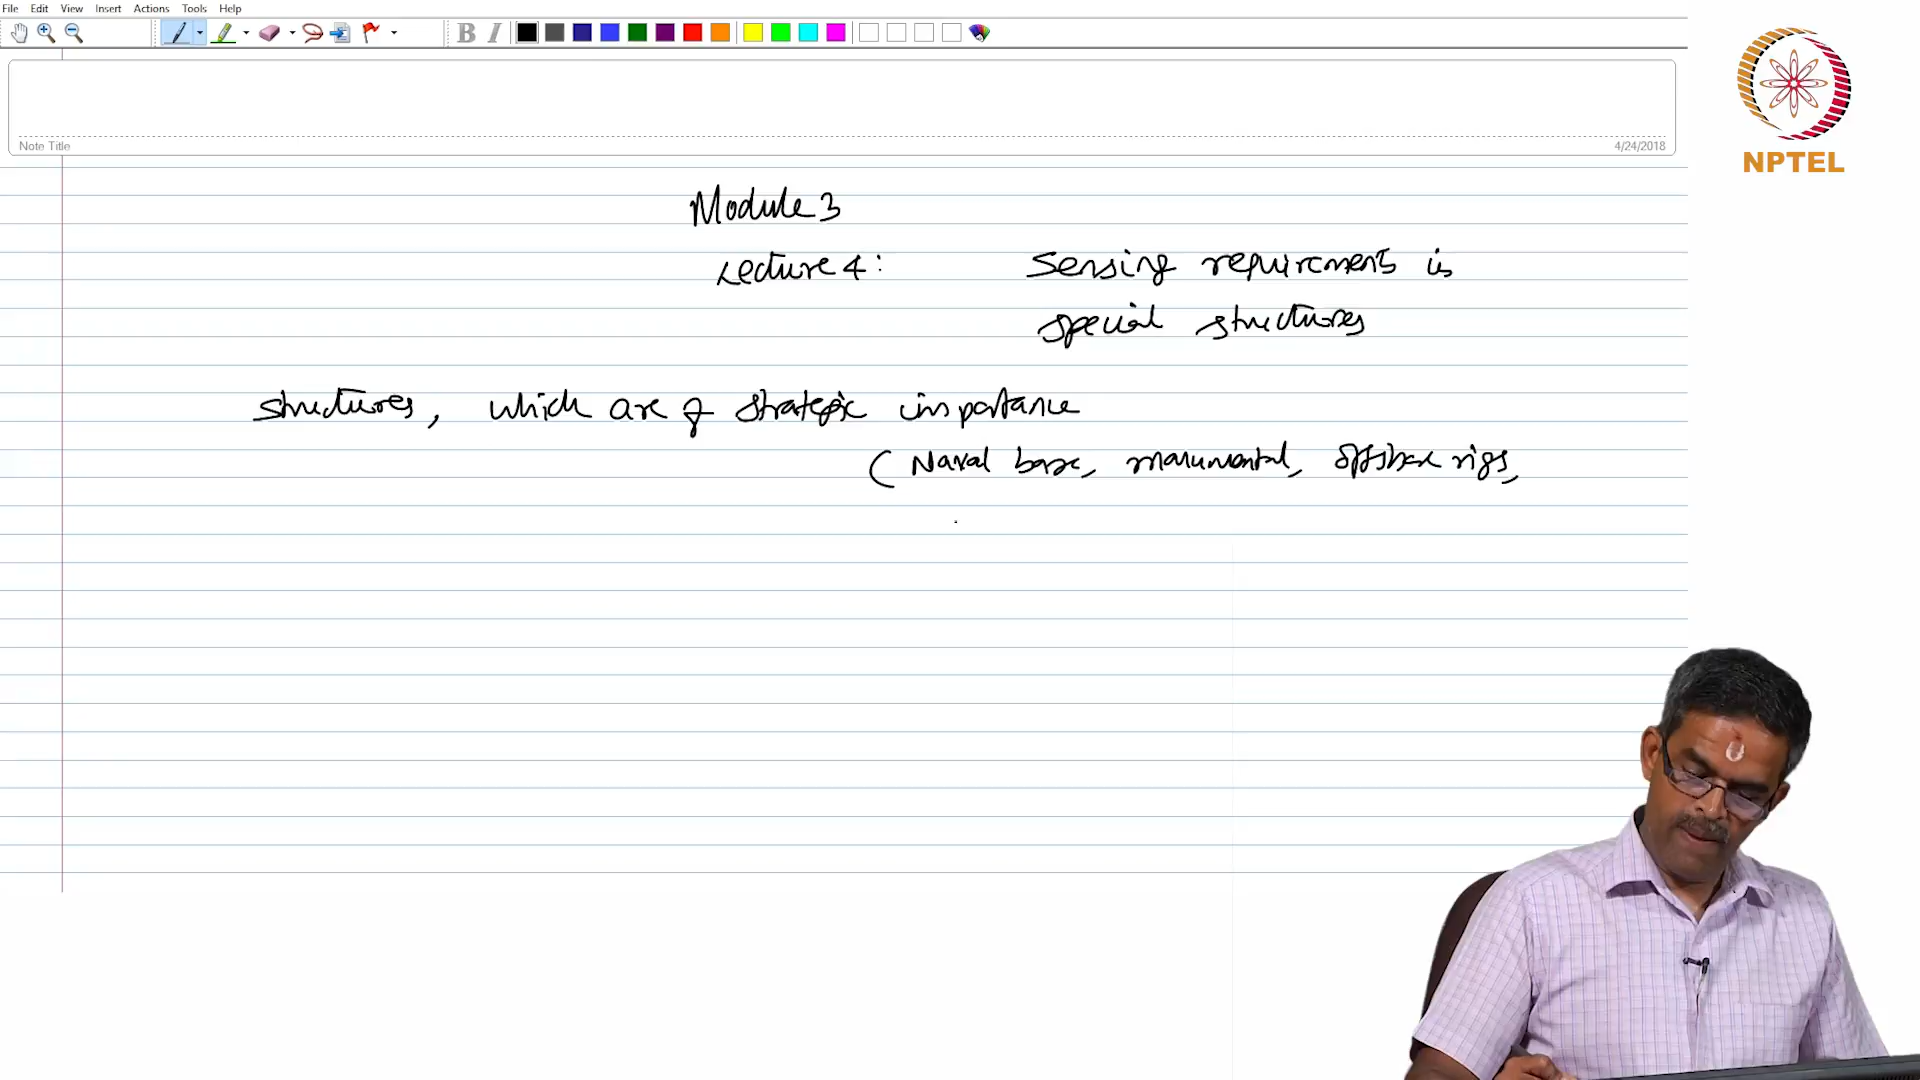 File Edit View Insert Actions Tools Help
B I
Note Title
4/24/2018
NPTEL
Module 3
Lecture 4: Sensing requirements in
special structures
structures, which are of strategic importance
(Naval base, monumental, offshore rigs,